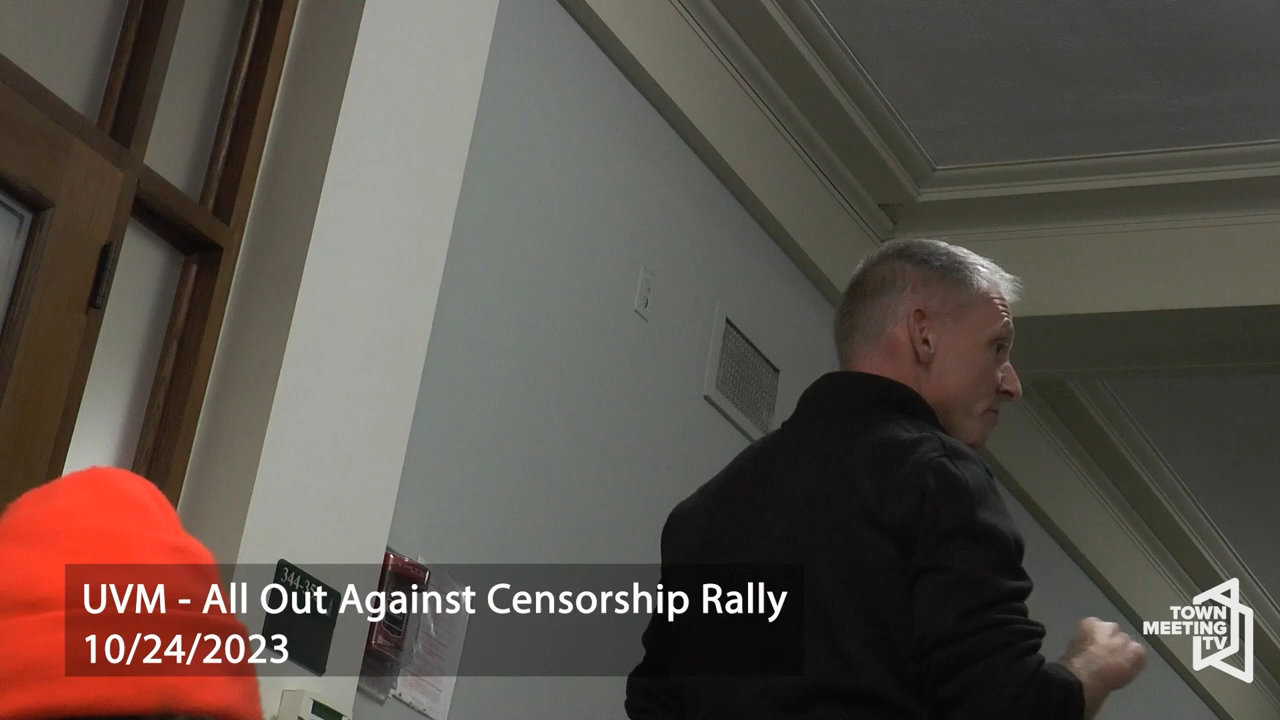 UVM - All Out Against Censorship Rally
10/24/2023
TOWN
MEETING
TV